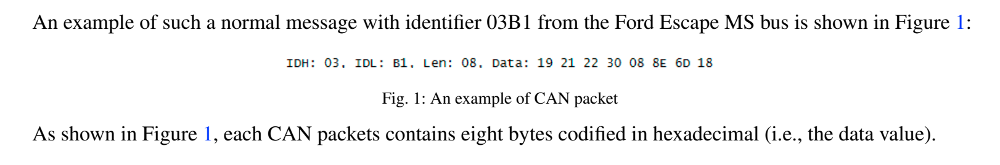 An example of such a normal message with identifier 03B1 from the Ford Escape MS bus is shown in Figure 1:
IDH: 03, IDL: B1, Len: 08, Data: 19 21 22 30 08 8E 6D 18
Fig. 1: An example of CAN packet
As shown in Figure 1, each CAN packets contains eight bytes codified in hexadecimal (i.e., the data value).